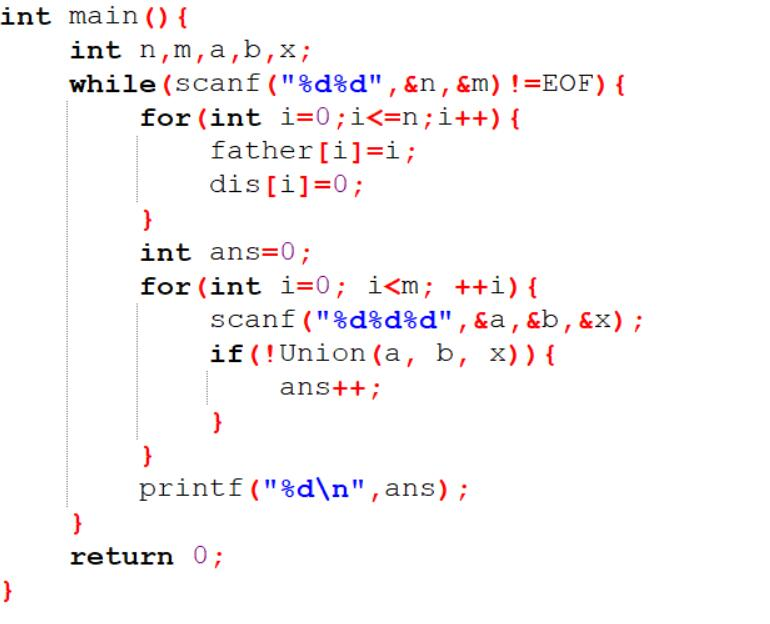 int main(){
int n,m,a,b,x;
while(scanf("%d%d",&n,&m)!=EOF){
for(int i=0;i<=n;i++){
father[i]=i;
dis[i]=0;
}
int ans=0;
for(int i=0; i<m; ++i){
scanf("%d%d%d",&a,&b,&x);
if(!Union(a, b, x)){
ans++;
}
}
printf("%d\n",ans);
}
return 0;
}